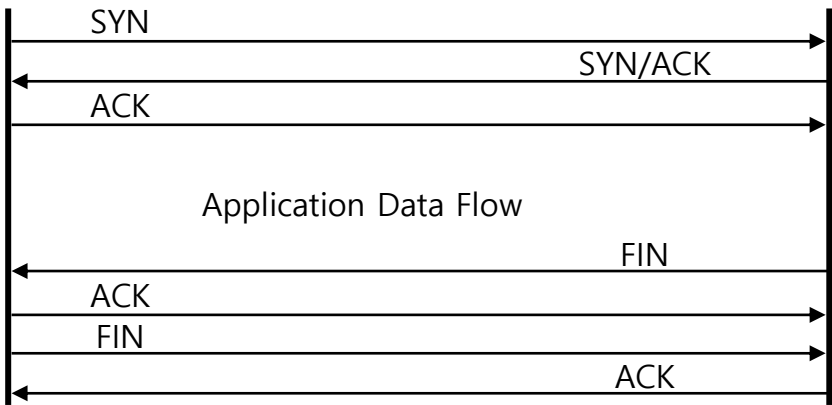 SYN
SYN/ACK
ACK
Application Data Flow
FIN
ACK
FIN
ACK